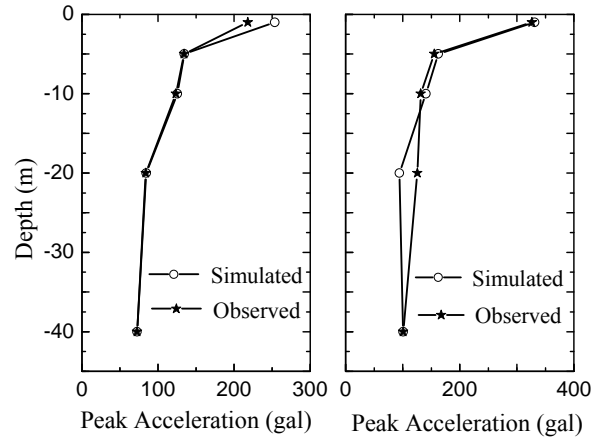 0
-10
-20
-30
-40
Depth (m)
Simulated
Observed
0 100 200 300
Peak Acceleration (gal)
Simulated
Observed
0 200 400
Peak Acceleration (gal)